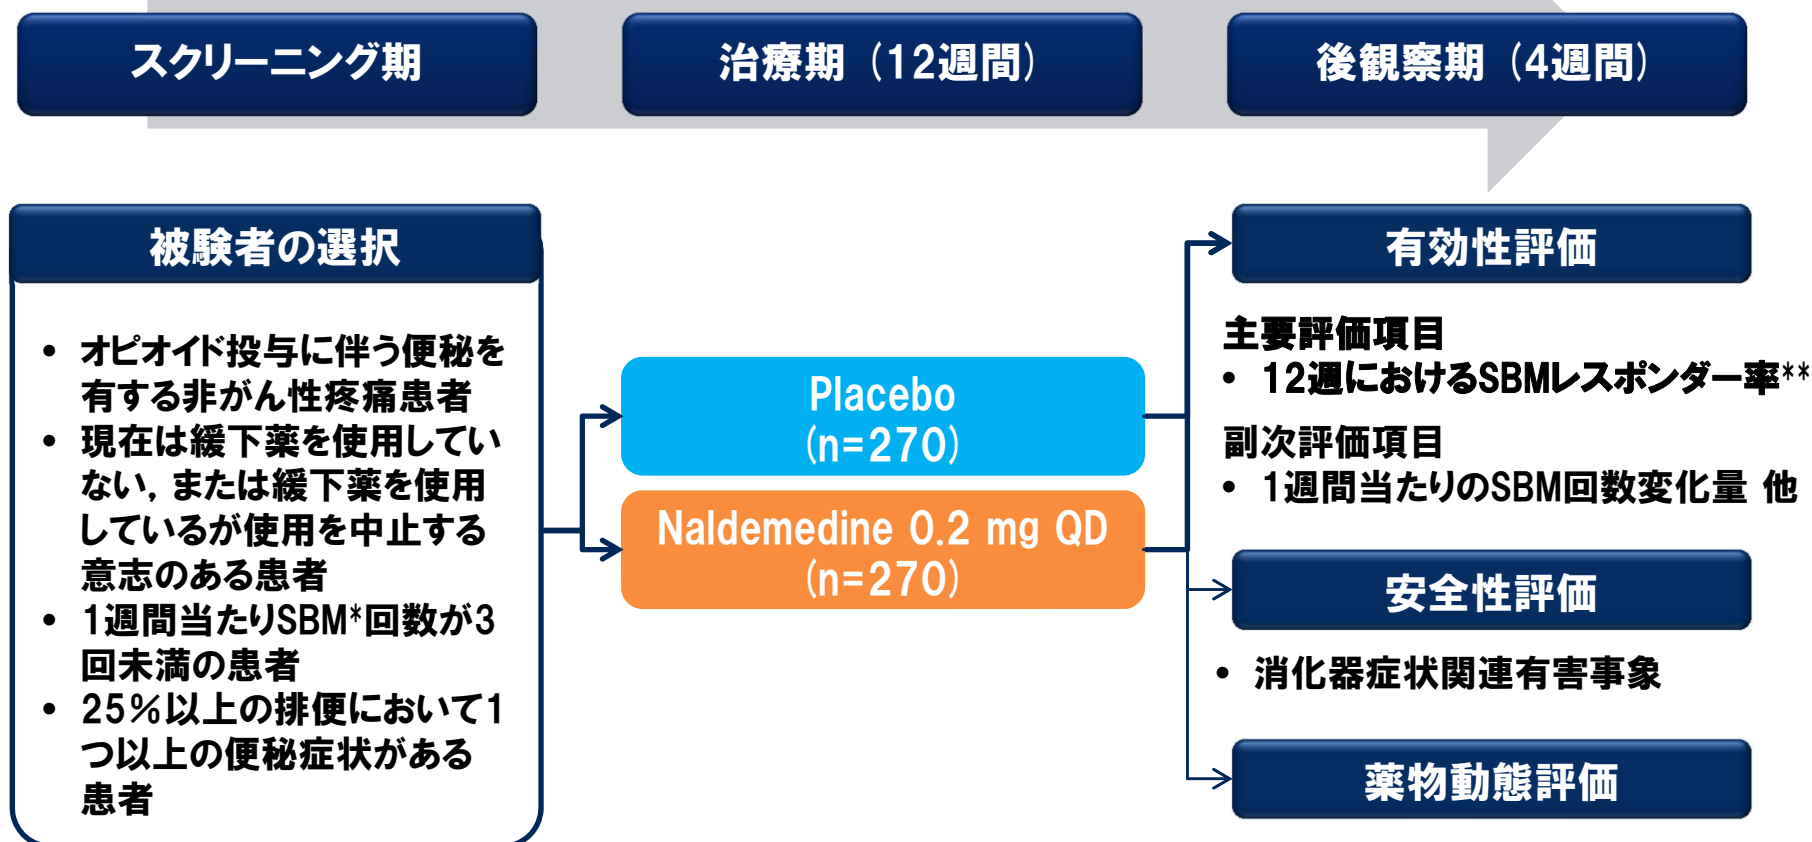 スクリーニング期
治療期 (12週間)
後観察期 (4週間)
被験者の選択
• オピオイド投与に伴う便秘を
有する非がん性疼痛患者
• 現在は緩下薬を使用してい
ない, または緩下薬を使用
しているが使用を中止する
意志のある患者
• 1週間当たりSBM*回数が3
回未満の患者
• 25%以上の排便において1
つ以上の便秘症状がある
患者
Placebo
(n=270)
Naldemedine 0.2 mg QD
(n=270)
有効性評価
主要評価項目
• 12週におけるSBMレスポンダー率**
副次評価項目
• 1週間当たりのSBM回数変化量 他
安全性評価
• 消化器症状関連有害事象
薬物動態評価